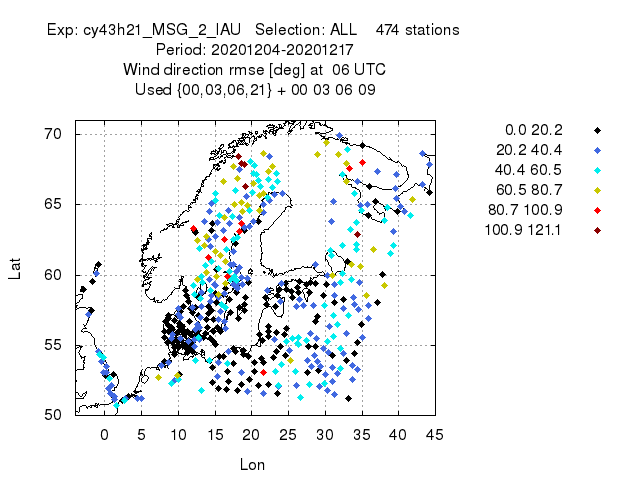 Exp: cy43h21_MSG_2_IAU Selection: ALL 474 stations
Period: 20201204-20201217
Wind direction rmse [deg] at 06 UTC
Used {00,03,06,21} + 00 03 06 09
0.0 20.2
20.2 40.4
40.4 60.5
60.5 80.7
80.7 100.9
100.9 121.1
70
65
60
55
50
Lat
0 5 10 15 20 25 30 35 40 45
Lon